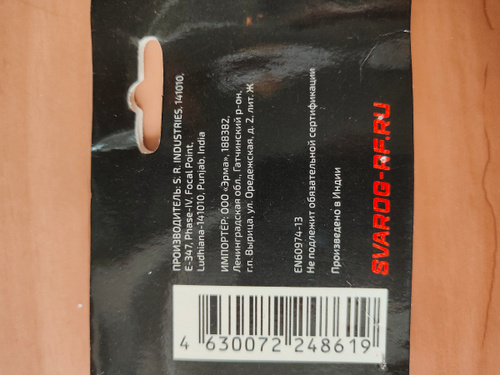 ПРОИЗВОДИТЕЛЬ: S. R. INDUSTRIES, 141010,
E-347, Phase-IV. Focal Point,
Ludhiana-141010, Punjab, India
ИМПОРТЁР: ООО «Эрма», 188382,
Ленинградская обл., Гатчинский р-он,
г.п. Вырица, ул. Оредежская, д. 2, лит. Ж
EN60974-13
Не подлежит обязательной сертификации
Произведено в Индии
SVAROG-RF.RU
4 630072 248619